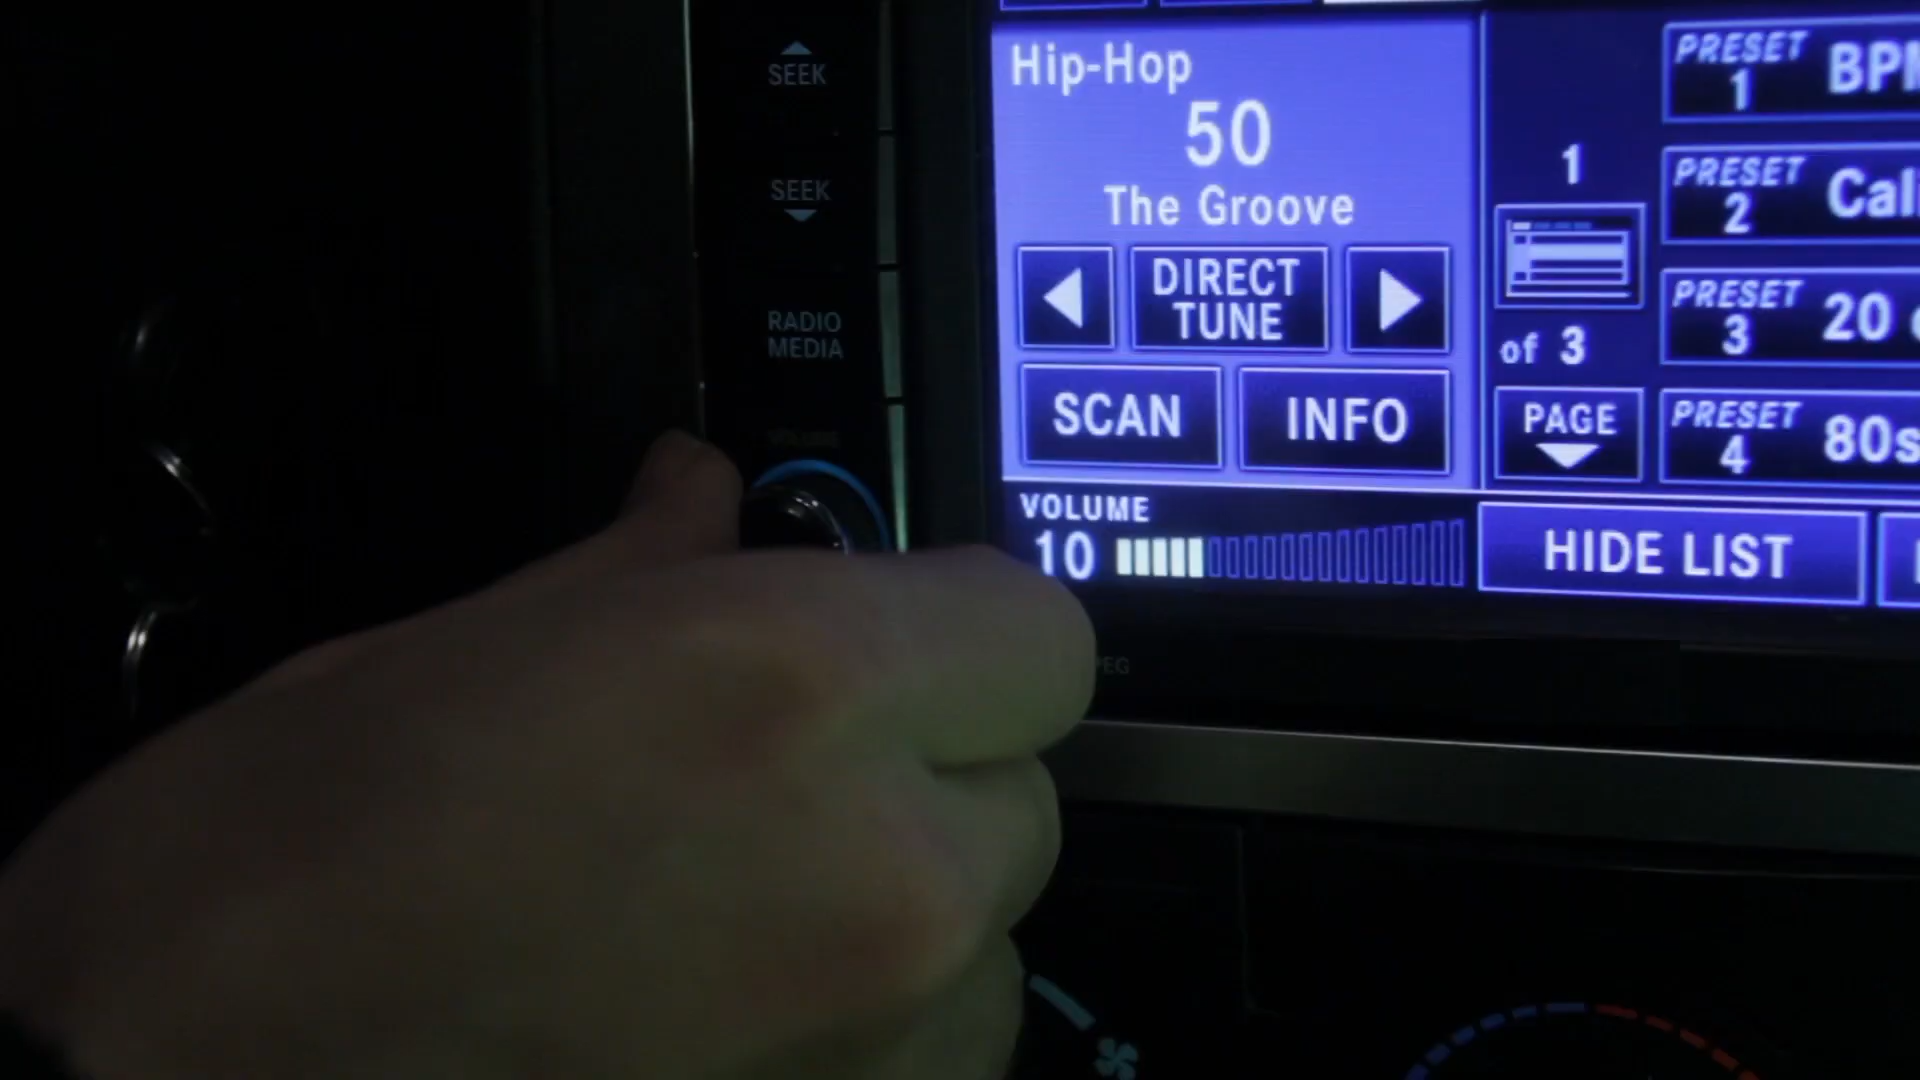 SEEK
SEEK
RADIO
MEDIA
VOLUME
Hip-Hop
50
The Groove
DIRECT
TUNE
SCAN
INFO
VOLUME
10
1
of 3
PAGE
PRESET
1
BPM
PRESET
2
Cali
PRESET
3
20
PRESET
4
80s
HIDE LIST